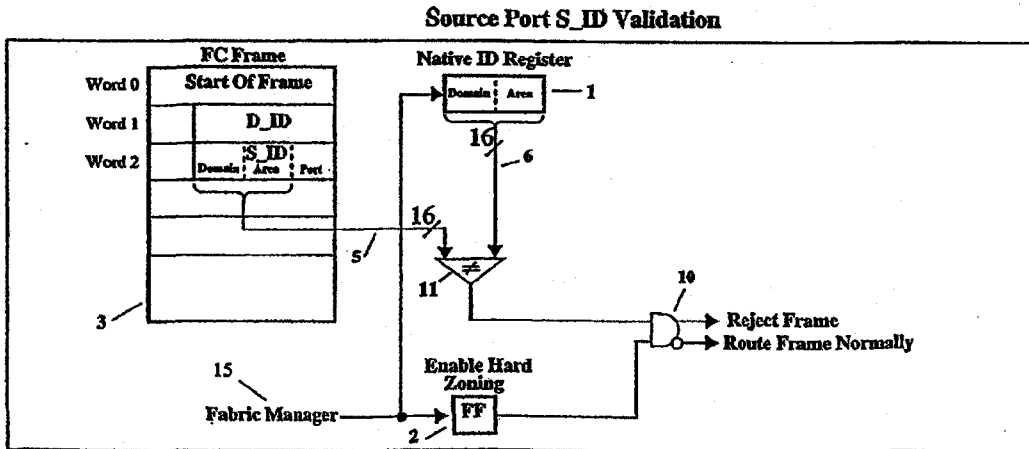 Source Port S_ID Validation
FC Frame
Word 0
Start Of Frame
Word 1
D_ID
Word 2
S_ID
Domain
Area
Port
Native ID Register
Domain
Area
1
16
6
16
5
≠
11
3
10
Reject Frame
Route Frame Normally
15
Enable Hard
Zoning
Fabric Manager
FF
2